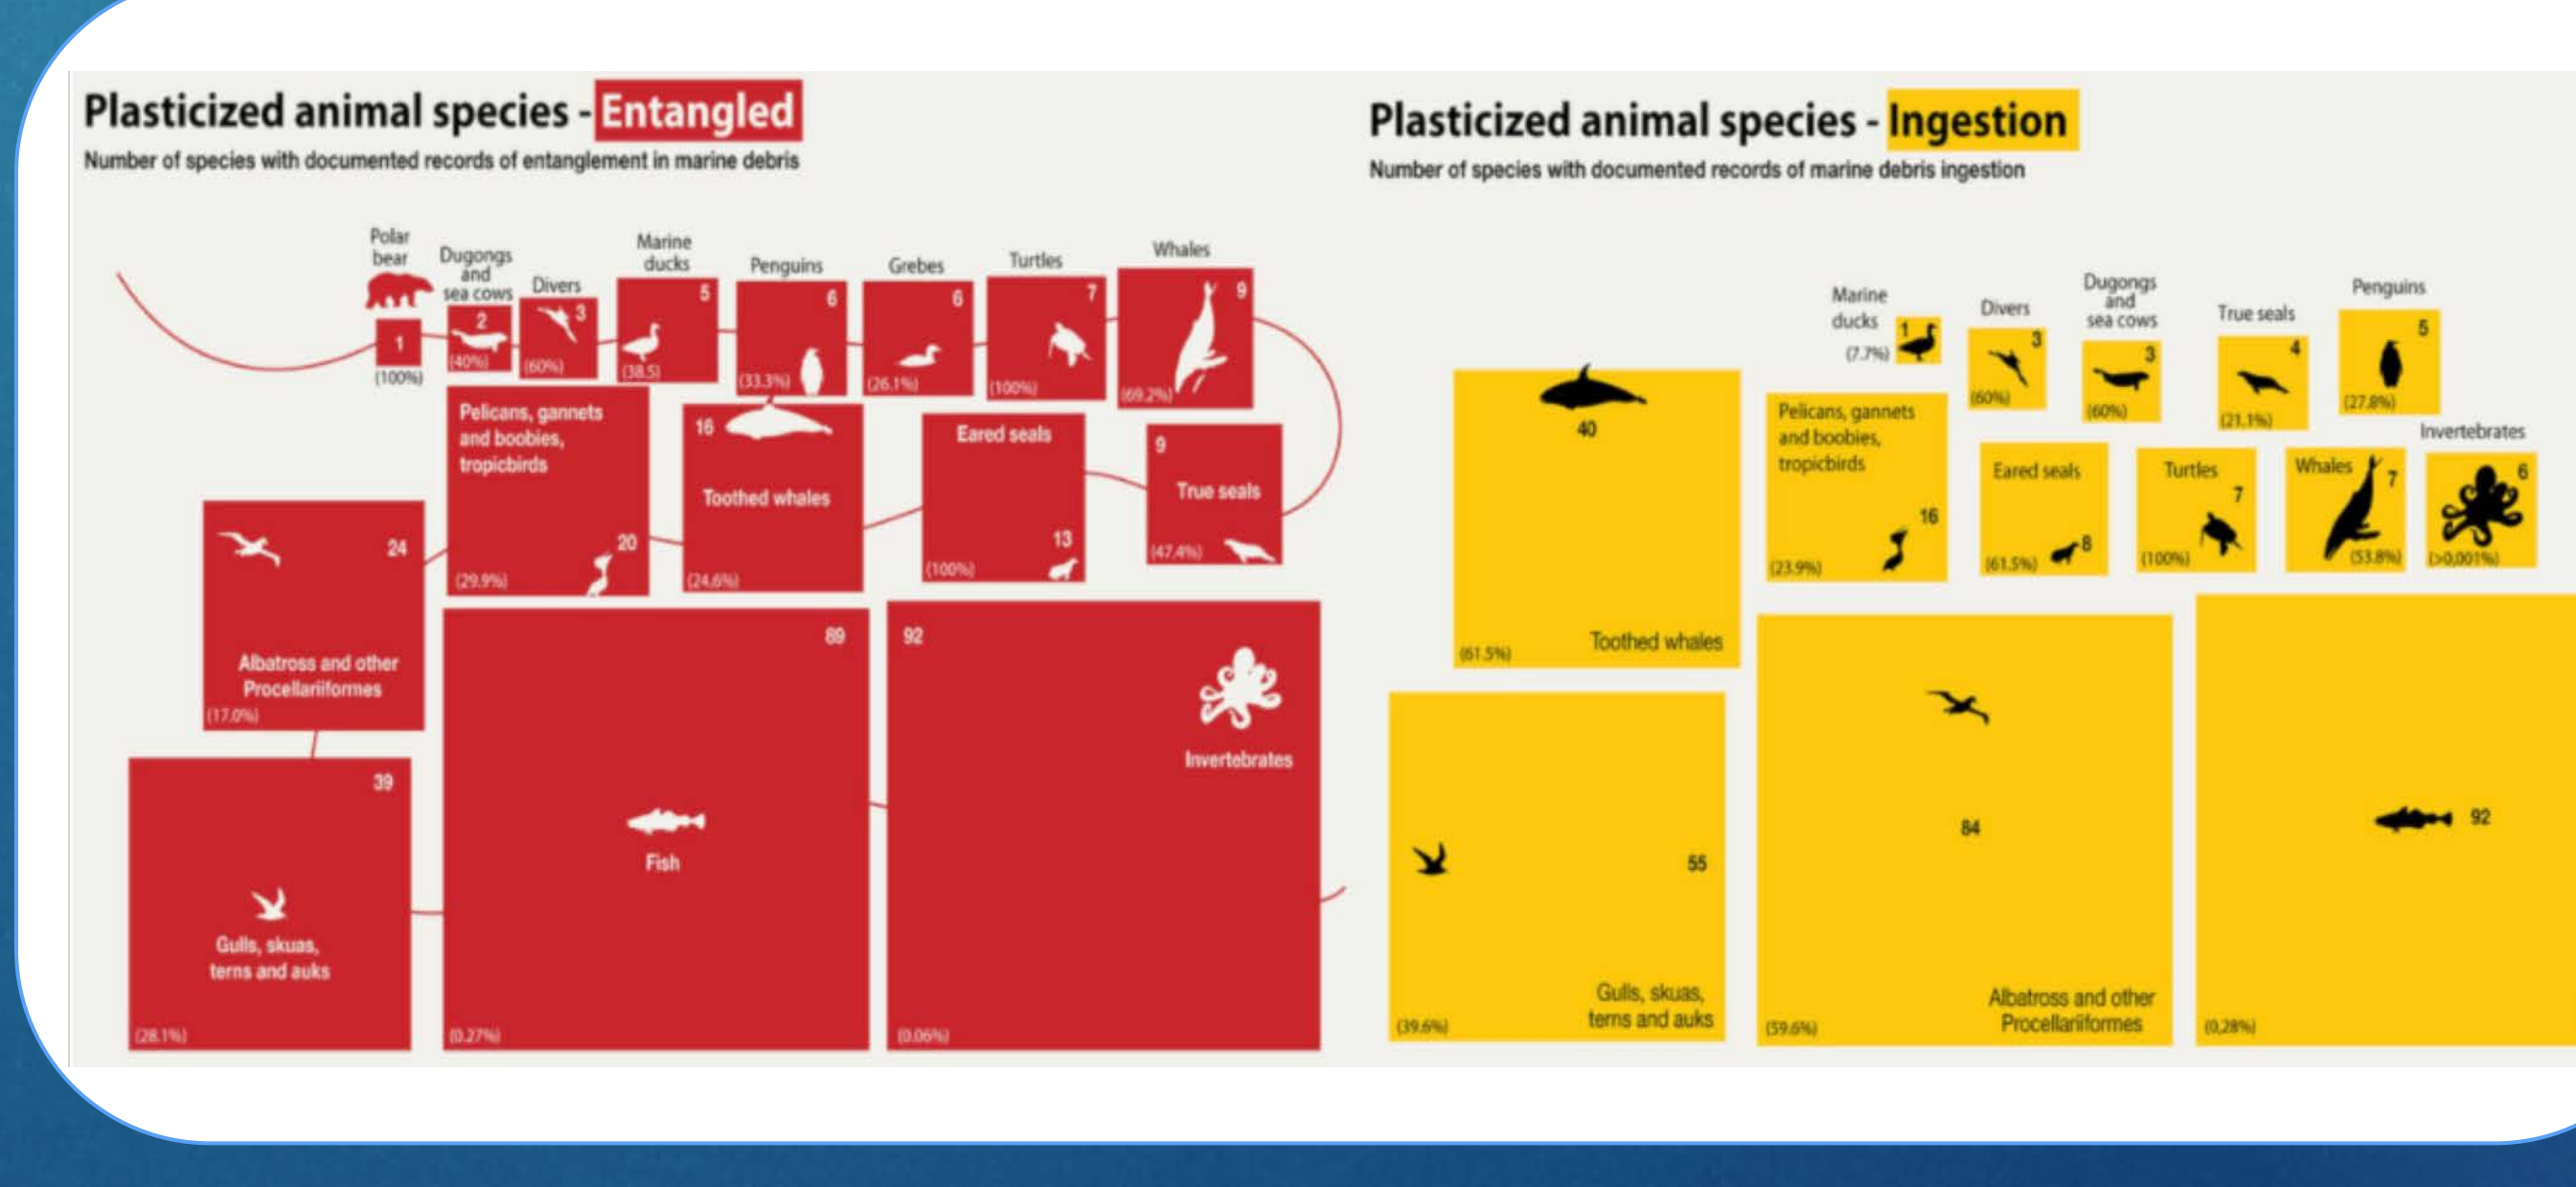 Plasticized animal species - Entangled
Number of species with documented records of entanglement in marine debris
Polar
bear
1
(100%)
Dugongs
and
sea cows
2
(40%)
Divers
3
(60%)
Marine
ducks
5
(38.5)
Penguins
6
(33.3%)
Grebes
6
(26.1%)
Turtles
7
(100%)
Whales
9
(69.2%)
Pelicans, gannets
and boobies,
tropicbirds
20
(29.9%)
16
Toothed whales
(24.6%)
Eared seals
13
(100%)
9
True seals
(47.4%)
24
Albatross and other
Procellariiformes
(17.0%)
39
Gulls, skuas,
terns and auks
(28.1%)
89
Fish
(0.27%)
92
Invertebrates
(0.06%)
Plasticized animal species - Ingestion
Number of species with documented records of marine debris ingestion
Marine
ducks
(7.7%)
1
Divers
3
(60%)
Dugongs
and
sea cows
3
(60%)
True seals
4
(21.1%)
Penguins
5
(27.8%)
40
Toothed whales
(61.5%)
Pelicans, gannets
and boobies,
tropicbirds
16
(23.9%)
Eared seals
8
(61.5%)
Turtles
7
(100%)
Whales
7
(53.8%)
Invertebrates
6
(>0,001%)
55
Gulls, skuas,
terns and auks
(39.6%)
84
Albatross and other
Procellariiformes
(59.6%)
92
(0,28%)